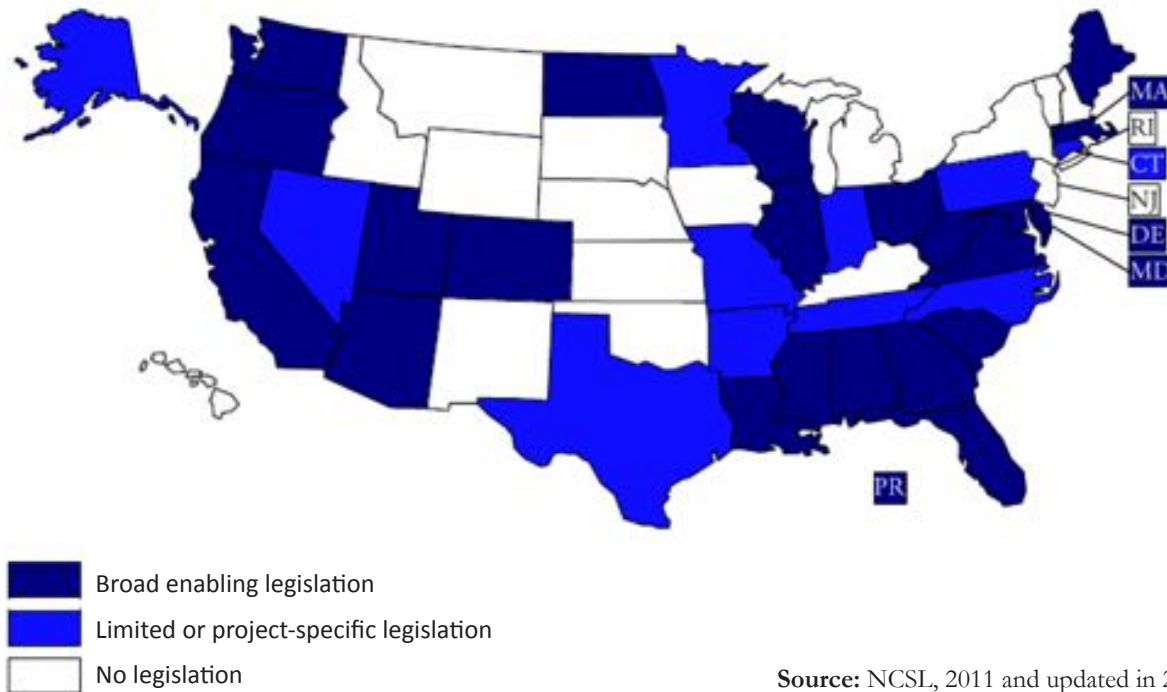 MA
RI
CT
NJ
DE
MD
PR
Broad enabling legislation
Limited or project-specific legislation
No legislation
Source: NCSL, 2011 and updated in